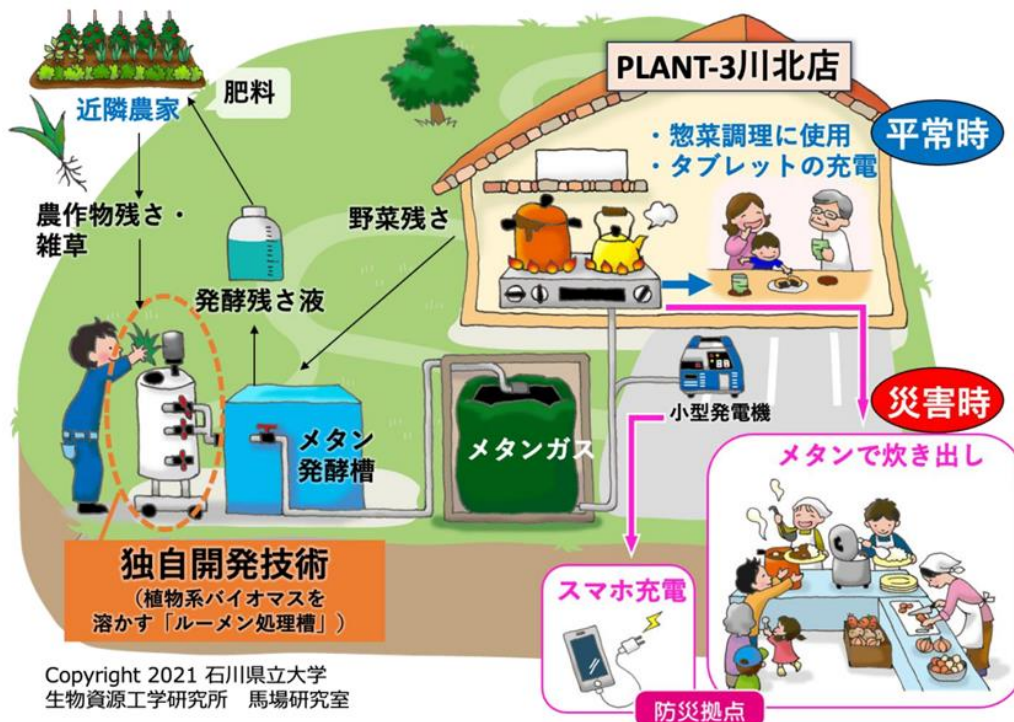 近隣農家
肥料
農作物残さ・
雑草
発酵残さ液
野菜残さ
PLANT-3川北店
・惣菜調理に使用
・タブレットの充電
平常時
メタン
発酵槽
メタンガス
小型発電機
災害時
メタンで炊き出し
スマホ充電
防災拠点
独自開発技術
（植物系バイオマスを
溶かす「ルーメン処理槽」）
Copyright 2021 石川県立大学
生物資源工学研究所　馬場研究室